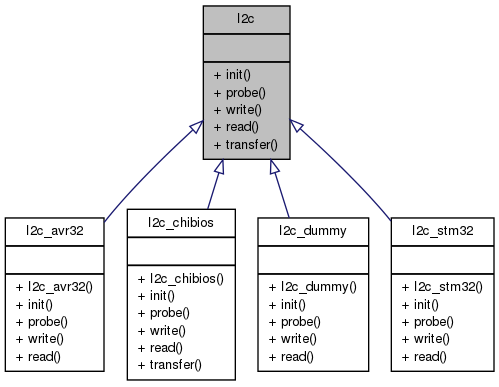 I2c
+ init()
+ probe()
+ write()
+ read()
+ transfer()
I2c_avr32
+ I2c_avr32()
+ init()
+ probe()
+ write()
+ read()
I2c_chibios
+ I2c_chibios()
+ init()
+ probe()
+ write()
+ read()
+ transfer()
I2c_dummy
+ I2c_dummy()
+ init()
+ probe()
+ write()
+ read()
I2c_stm32
+ I2c_stm32()
+ init()
+ probe()
+ write()
+ read()